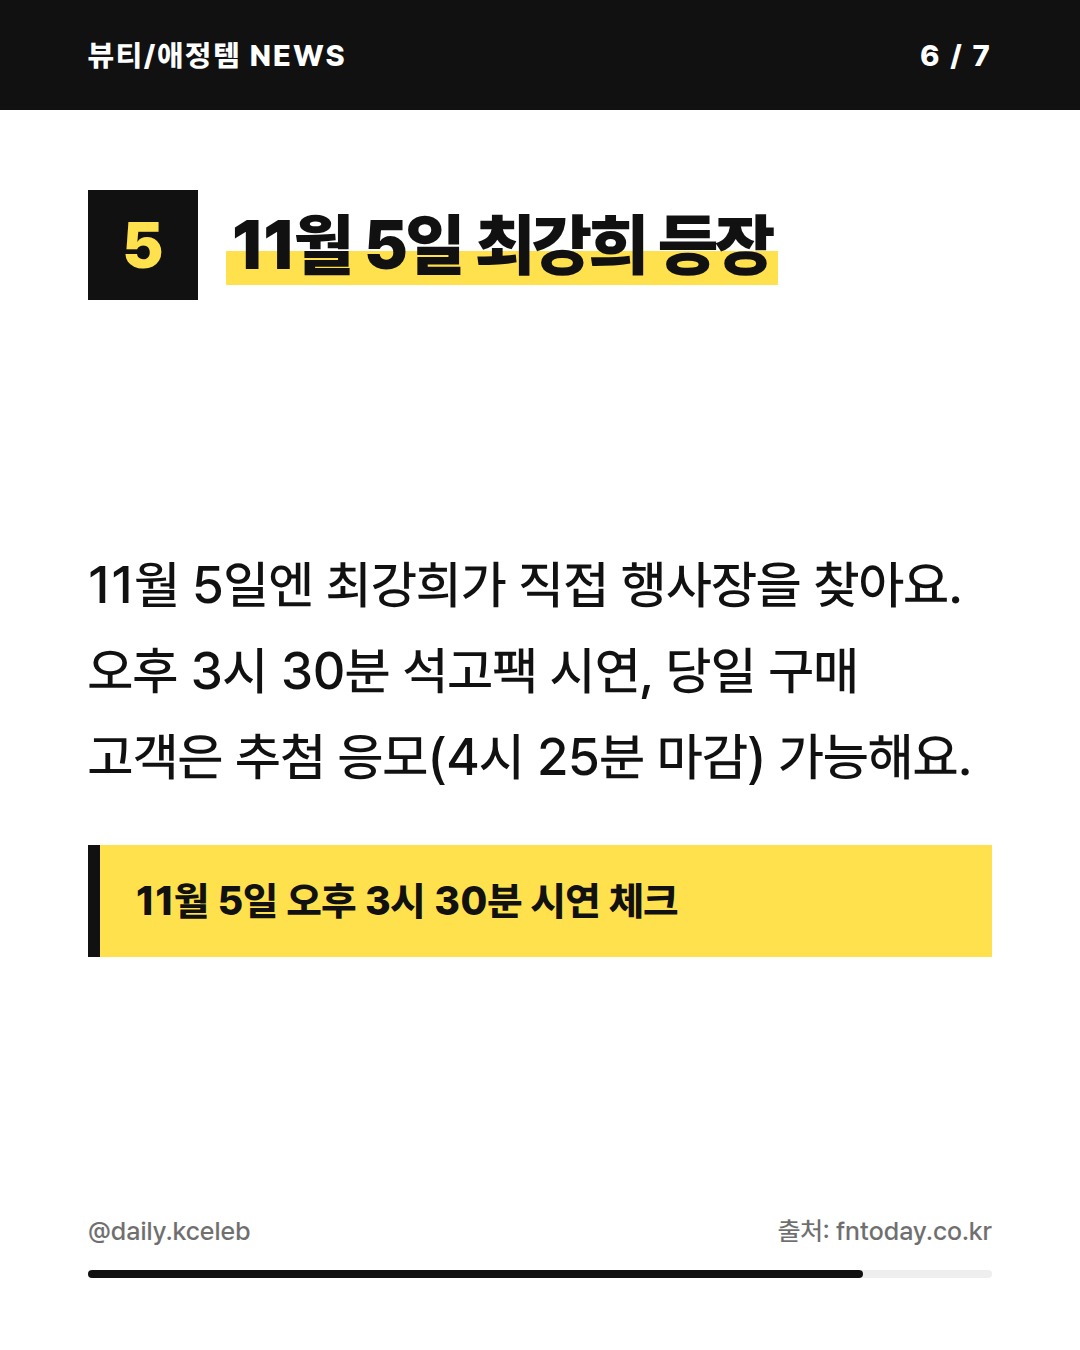 뷰티/애정템 NEWS
6 / 7
5
11월 5일 최강희 등장
11월 5일엔 최강희가 직접 행사장을 찾아요.
오후 3시 30분 석고팩 시연, 당일 구매
고객은 추첨 응모(4시 25분 마감) 가능해요.
11월 5일 오후 3시 30분 시연 체크
@daily.kceleb
출처: fntoday.co.kr